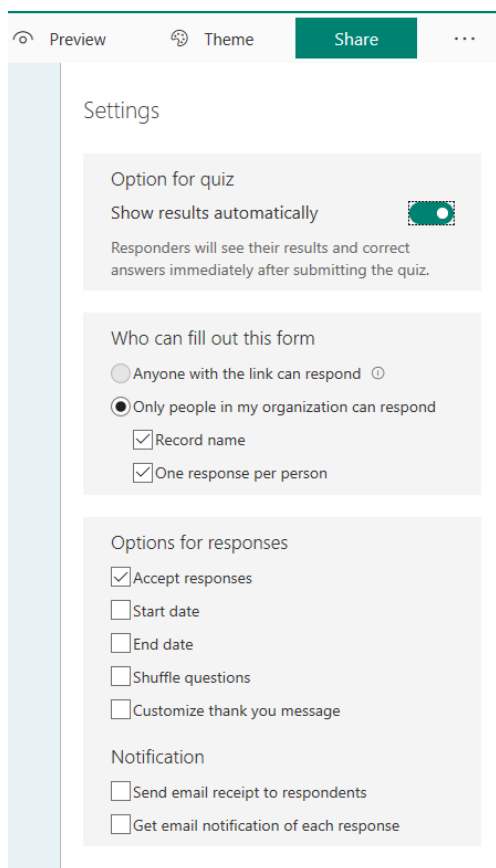 Preview Theme Share ...
Settings
Option for quiz
Show results automatically
Responders will see their results and correct
answers immediately after submitting the quiz.
Who can fill out this form
Anyone with the link can respond
Only people in my organization can respond
Record name
One response per person
Options for responses
Accept responses
Start date
End date
Shuffle questions
Customize thank you message
Notification
Send email receipt to respondents
Get email notification of each response